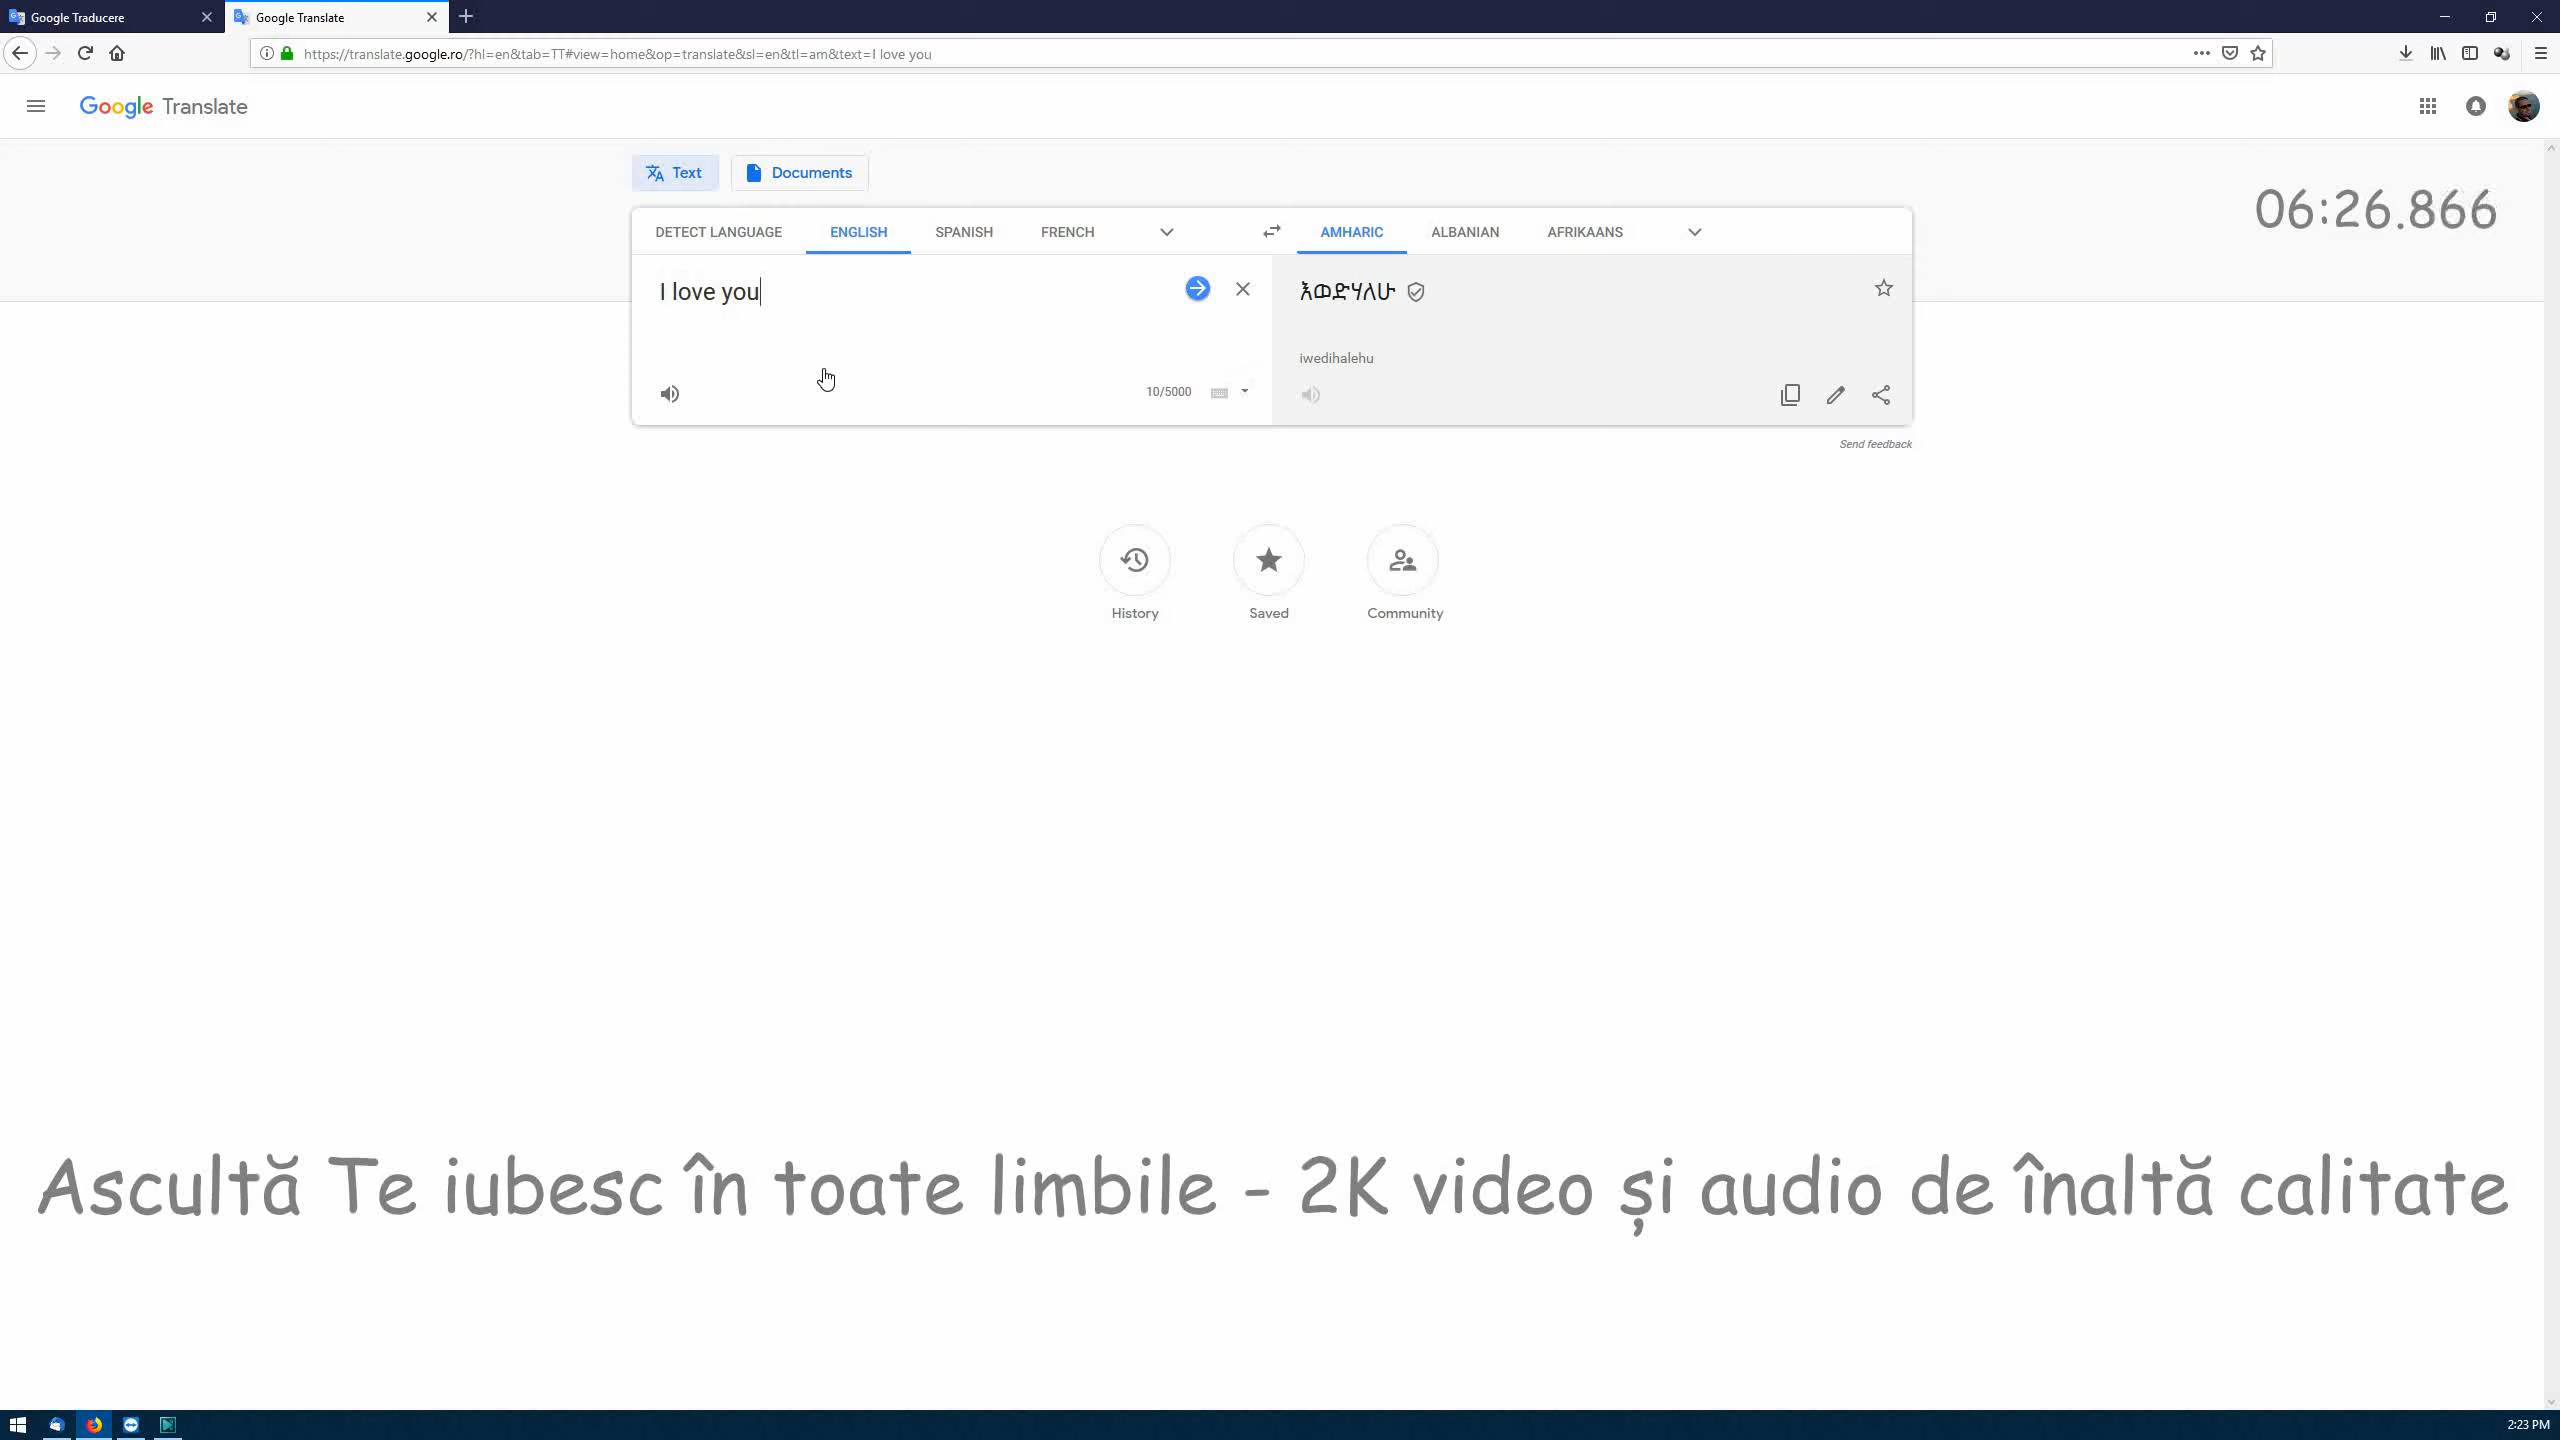 Google Traducere
Google Translate
https://translate.google.ro/?hl=en&tab=TT#view=home&op=translate&sl=en&tl=am&text=I love you
Google Translate
Text
Documents
06:26.866
DETECT LANGUAGE ENGLISH SPANISH FRENCH
AMHARIC ALBANIAN AFRIKAANS
I love you
እወድሃለሁ
iwedihalehu
10/5000
Send feedback
History
Saved
Community
Ascultă Te iubesc în toate limbile - 2K video și audio de înaltă calitate
2:23 PM